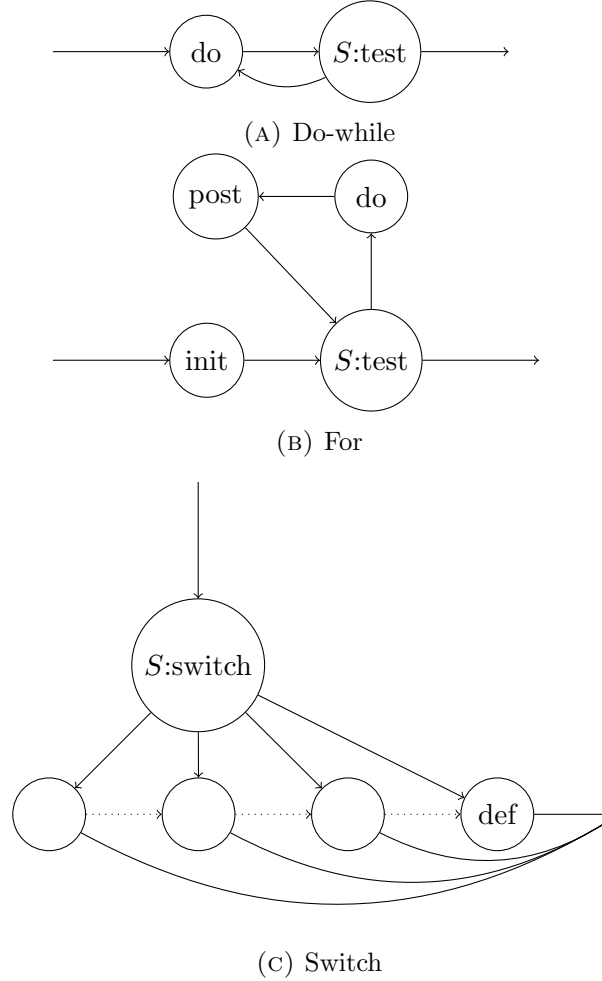 do S:test
(A) Do-while
post do
init S:test
(B) For
S:switch
def
(C) Switch